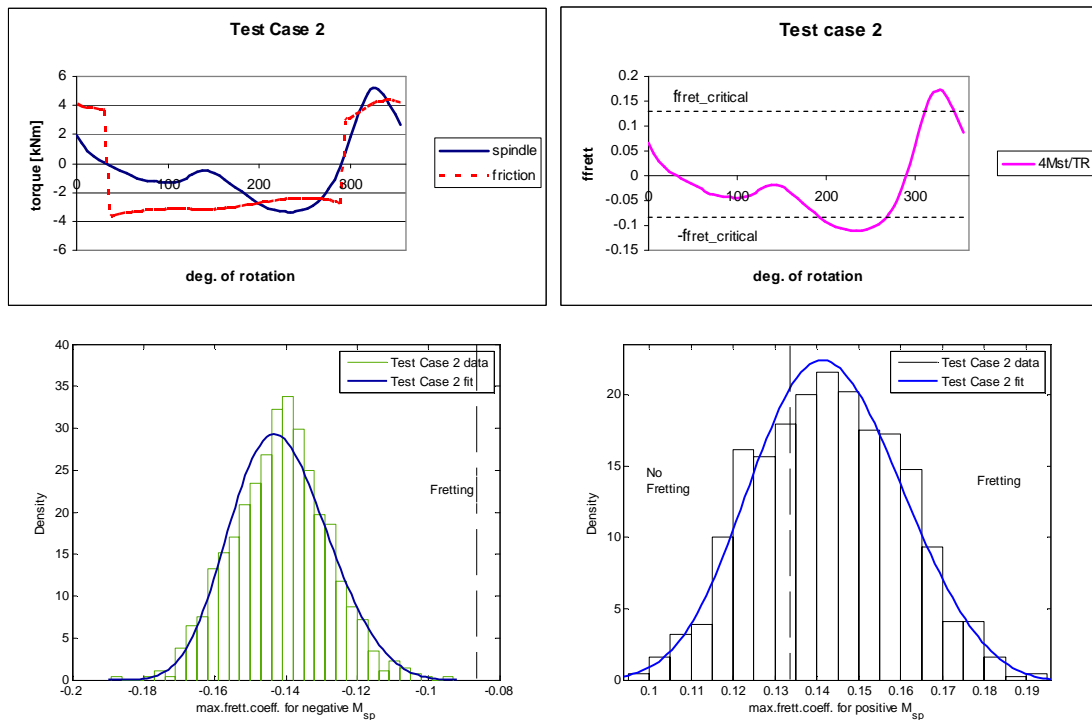 Test Case 2
6
4
2
0
-2
-4
-6
0
100
200
300
torque [kNm]
deg. of rotation
spindle
friction
Test case 2
0.2
0.15
0.1
0.05
0
-0.05
-0.1
-0.15
0
100
200
300
ffrett
ffret_critical
-ffret_critical
deg. of rotation
4Mst/TR
40
35
30
25
20
15
10
5
0
Density
Test Case 2 data
Test Case 2 fit
Fretting
-0.2
-0.18
-0.16
-0.14
-0.12
-0.1
-0.08
max.frett.coeff. for negative Msp
20
15
10
5
0
Density
Test Case 2 data
Test Case 2 fit
No
Fretting
Fretting
0.1
0.11
0.12
0.13
0.14
0.15
0.16
0.17
0.18
0.19
max.frett.coeff. for positive Msp